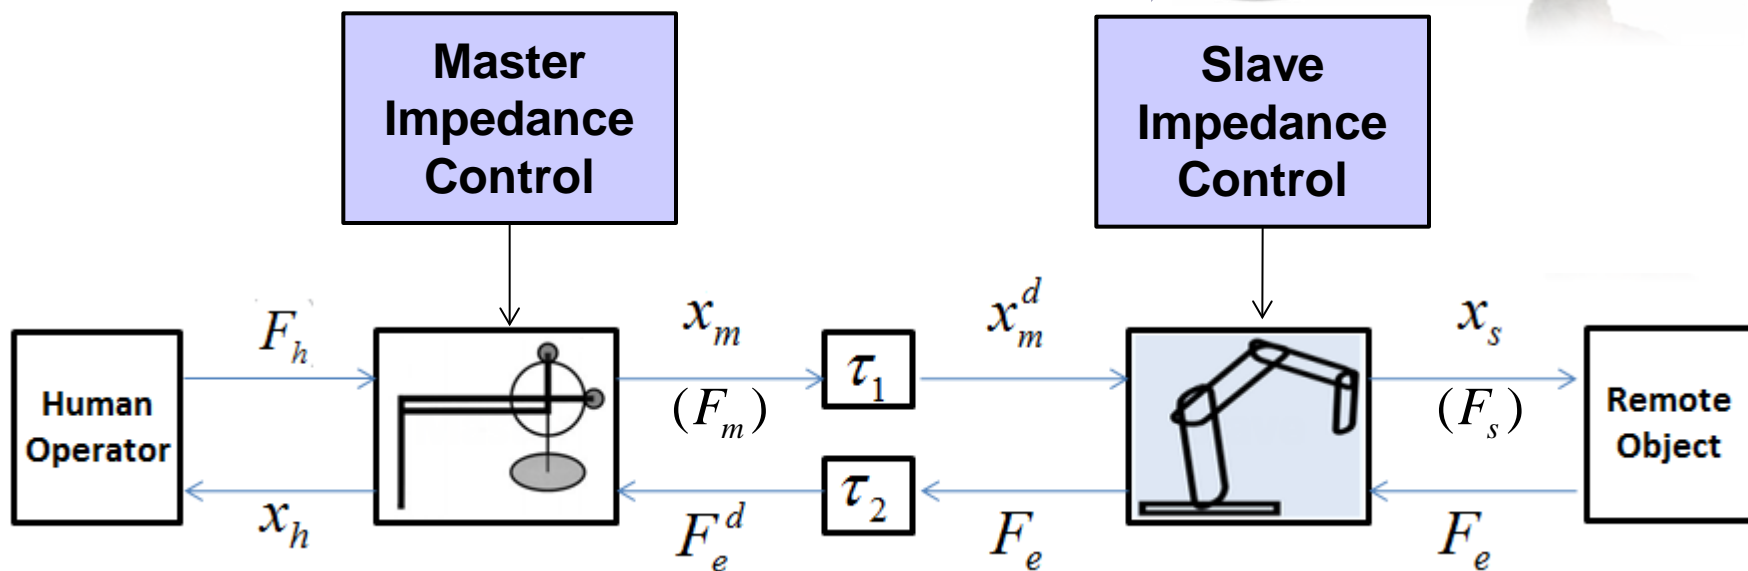 Master
Impedance
Control
Slave
Impedance
Control
F_h
x_m
x_m^d
x_s
Human
Operator
τ_1
(F_m)
(F_s)
Remote
Object
τ_2
x_h
F_e^d
F_e
F_e